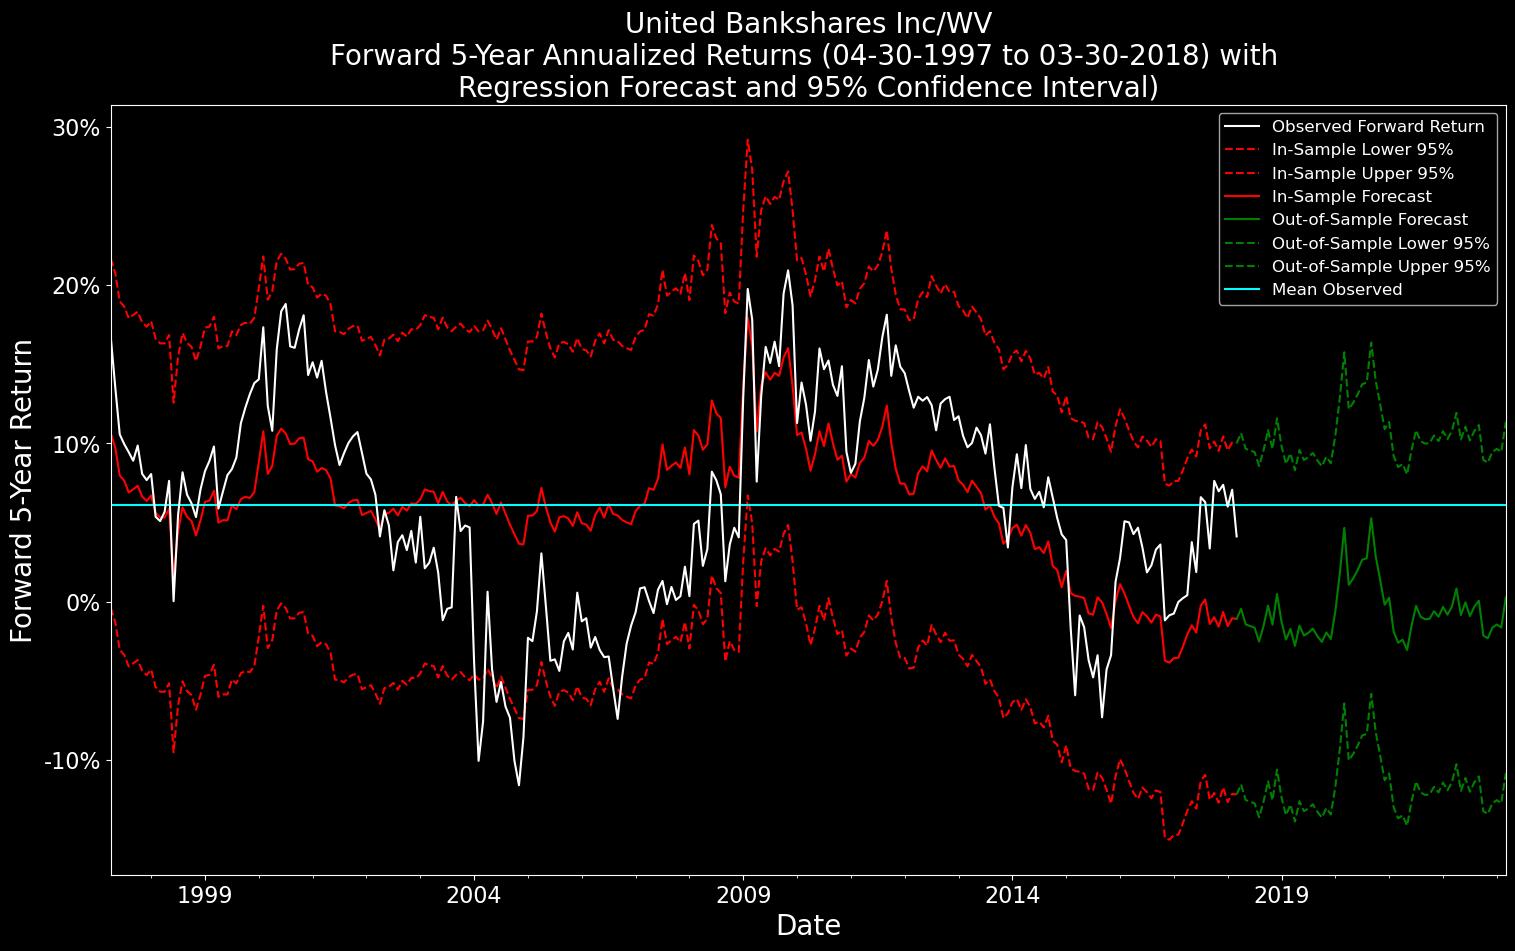 United Bankshares Inc/WV
Forward 5-Year Annualized Returns (04-30-1997 to 03-30-2018) with
Regression Forecast and 95% Confidence Interval)
Forward 5-Year Return
30%
20%
10%
0%
-10%
Observed Forward Return
In-Sample Lower 95%
In-Sample Upper 95%
In-Sample Forecast
Out-of-Sample Forecast
Out-of-Sample Lower 95%
Out-of-Sample Upper 95%
Mean Observed
1999 2004 2009 2014 2019
Date